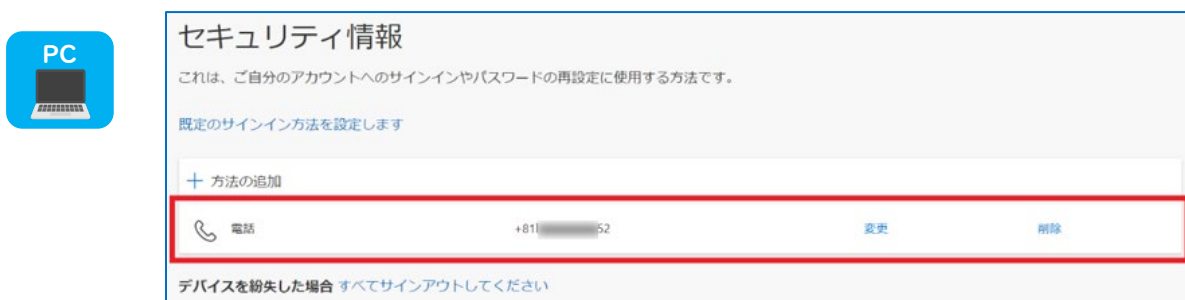 PC
セキュリティ情報
これは、ご自分のアカウントへのサインインやパスワードの再設定に使用する方法です。
既定のサインイン方法を設定します
+ 方法の追加
電話 +81 52 変更 削除
デバイスを紛失した場合 すべてサインアウトしてください